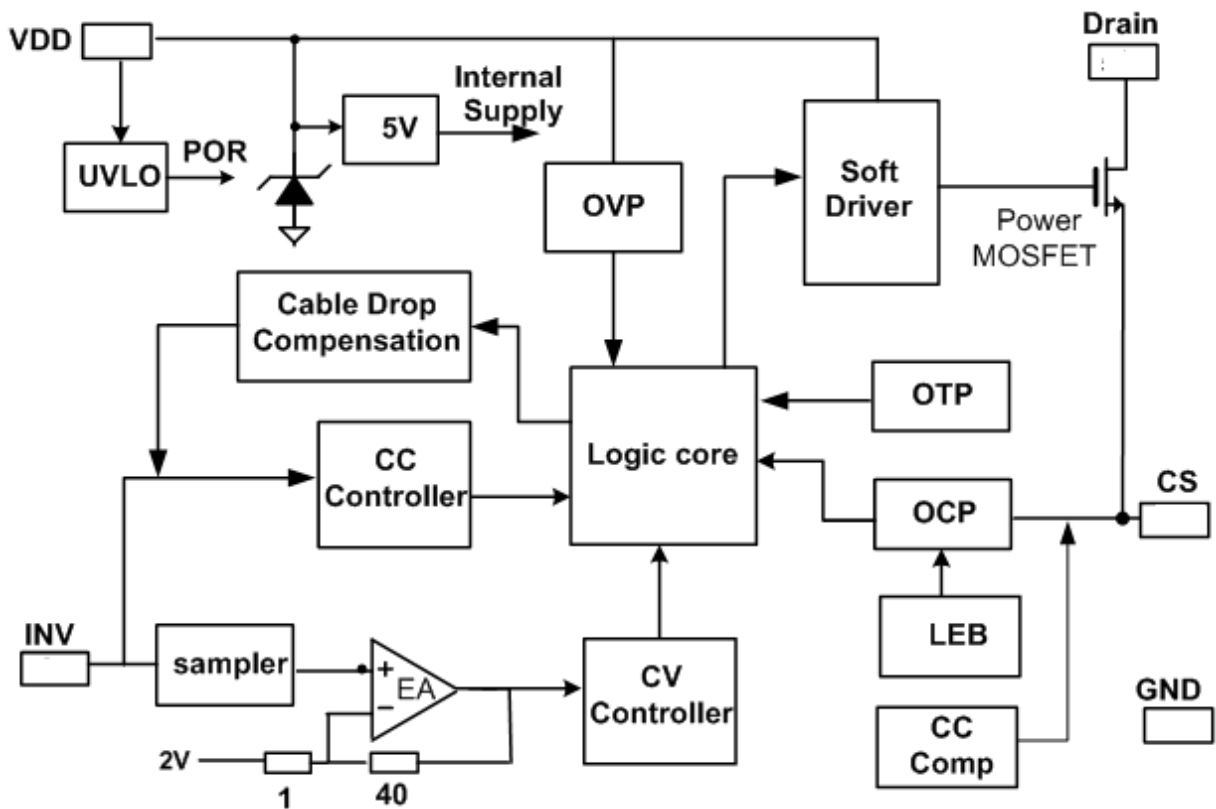 VDD
Drain
Internal
Supply
5V
POR
UVLO
OVP
Soft
Driver
Power
MOSFET
Cable Drop
Compensation
OTP
Logic core
CC
Controller
CS
OCP
INV
sampler
+
EA
−
LEB
CV
Controller
GND
CC
Comp
2V
1
40